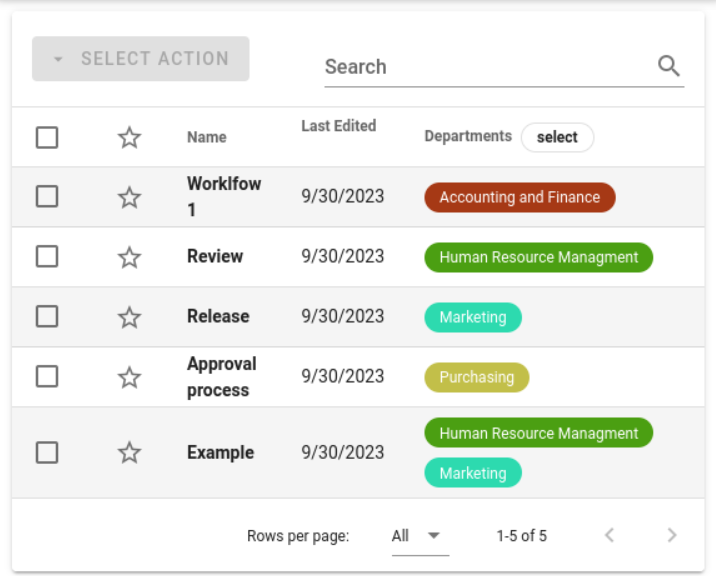 SELECT ACTION
Search
Name Last Edited Departments select
Worklfow
1
9/30/2023 Accounting and Finance
Review 9/30/2023 Human Resource Managment
Release 9/30/2023 Marketing
Approval
process
9/30/2023 Purchasing
Example 9/30/2023 Human Resource Managment
Marketing
Rows per page: All 1-5 of 5